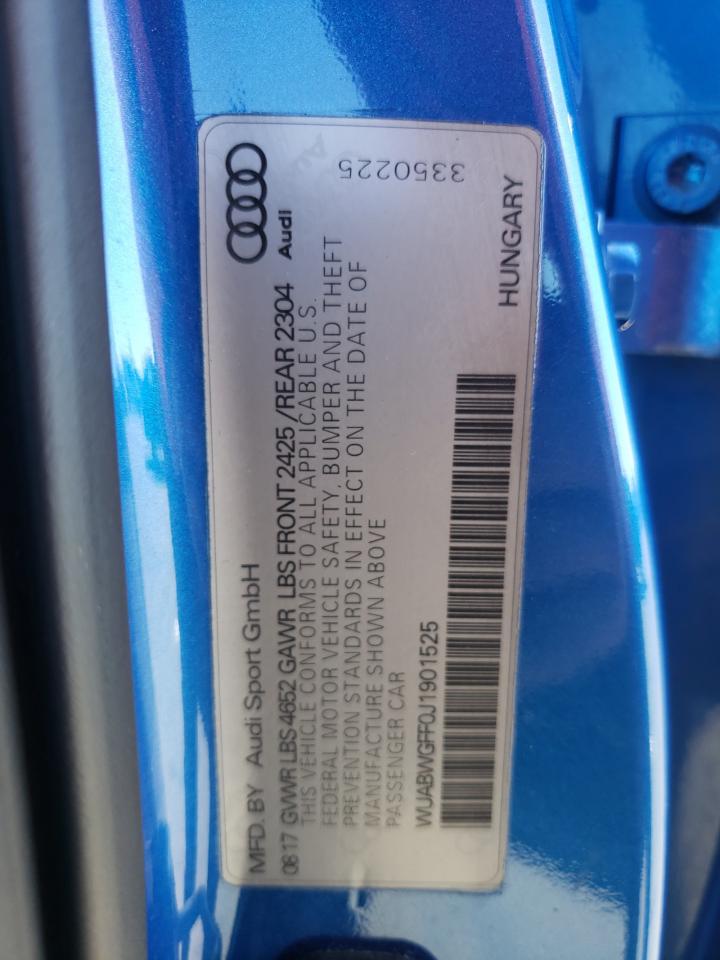 MFD. BY Audi Sport GmbH
Audi
08 17 GVWR LBS 4652 GAWR LBS FRONT 2425 /REAR 2304
THIS VEHICLE CONFORMS TO ALL APPLICABLE U.S.
FEDERAL MOTOR VEHICLE SAFETY, BUMPER AND THEFT
PREVENTION STANDARDS IN EFFECT ON THE DATE OF
MANUFACTURE SHOWN ABOVE
PASSENGER CAR
3350225
WUABWGFF0J1901525
HUNGARY